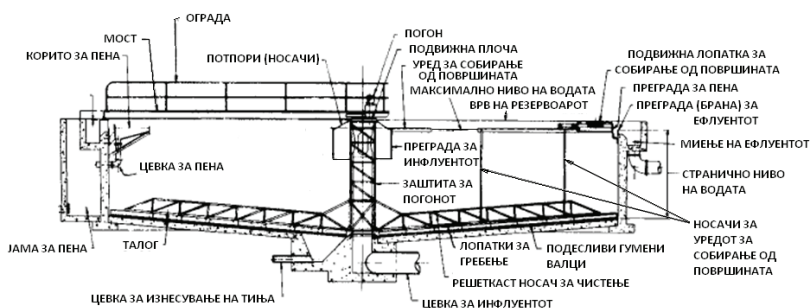 ОГРАДА
МОСТ
КОРИТО ЗА ПЕНА
ПОТПОРИ (НОСАЧИ)
ПОГОН
ПОДВИЖНА ПЛОЧА
УРЕД ЗА СОБИРАЊЕ
ОД ПОВРШИНАТА
МАКСИМАЛНО НИВО НА ВОДАТА
ВРВ НА РЕЗЕРВОАРОТ
ПОДВИЖНА ЛОПАТКА ЗА
СОБИРАЊЕ ОД ПОВРШИНАТА
ПРЕГРАДА ЗА ПЕНА
ПРЕГРАДА (БРАНА) ЗА
ЕФЛУЕНТОТ
МИЕЊЕ НА ЕФЛУЕНТОТ
СТРАНИЧНО НИВО
НА ВОДАТА
ЦЕВКА ЗА ПЕНА
ПРЕГРАДА ЗА
ИНФЛУЕНТОТ
ЗАШТИТА ЗА
ПОГОНОТ
НОСАЧИ ЗА
УРЕДОТ ЗА
СОБИРАЊЕ ОД
ПОВРШИНАТА
ЈАМА ЗА ПЕНА
ТАЛОГ
ЛОПАТКИ ЗА
ГРЕБЕЊЕ
ПОДЕСЛИВИ ГУМЕНИ
ВАЛЦИ
РЕШЕТКАСТ НОСАЧ ЗА ЧИСТЕЊЕ
ЦЕВКА ЗА ИЗНЕСУВАЊЕ НА ТИЊА
ЦЕВКА ЗА ИНФЛУЕНТОТ